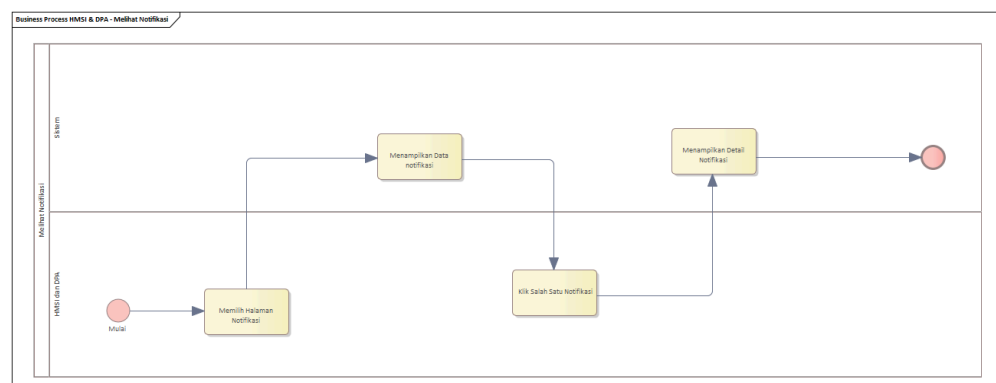 Business Process HMSI & DPA - Melihat Notifikasi
Melihat Notifikasi
Sistem
Menampilkan Data
notifikasi
Menampilkan Detail
Notifikasi
HMSI dan DPA
Mulai
Memilih Halaman
Notifikasi
Klik Salah Satu Notifikasi